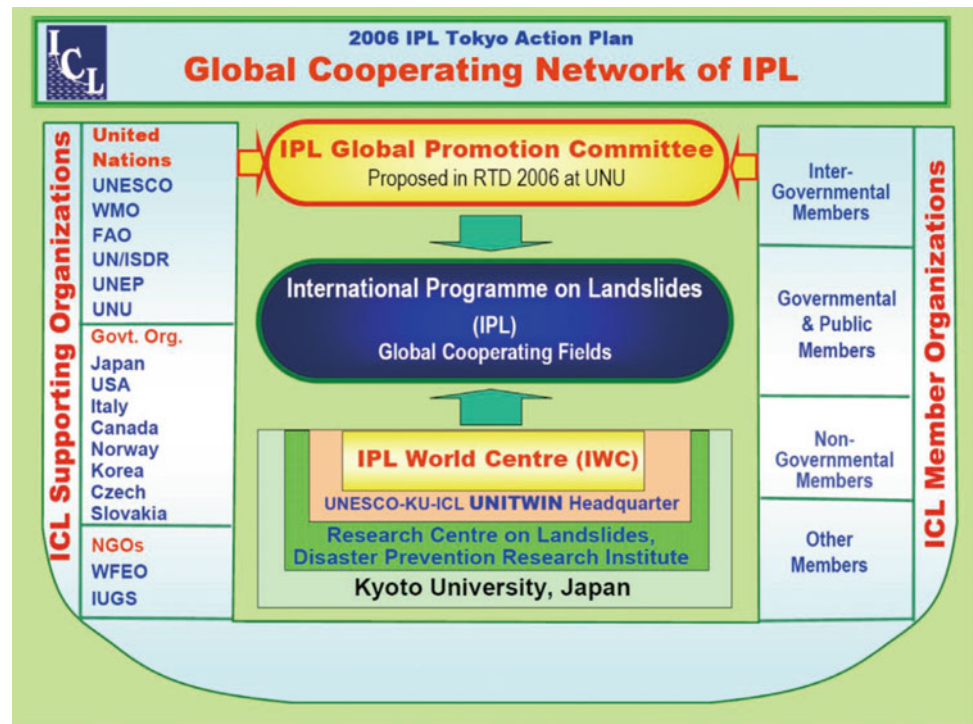 ICL
2006 IPL Tokyo Action Plan
Global Cooperating Network of IPL
ICL Supporting Organizations
United
Nations
UNESCO
WMO
FAO
UN/ISDR
UNEP
UNU
Govt. Org.
Japan
USA
Italy
Canada
Norway
Korea
Czech
Slovakia
NGOs
WFEO
IUGS
IPL Global Promotion Committee
Proposed in RTD 2006 at UNU
International Programme on Landslides
(IPL)
Global Cooperating Fields
IPL World Centre (IWC)
UNESCO-KU-ICL UNITWIN Headquarter
Research Centre on Landslides,
Disaster Prevention Research Institute
Kyoto University, Japan
Inter-
Governmental
Members
Governmental
& Public
Members
Non-
Governmental
Members
Other
Members
ICL Member Organizations